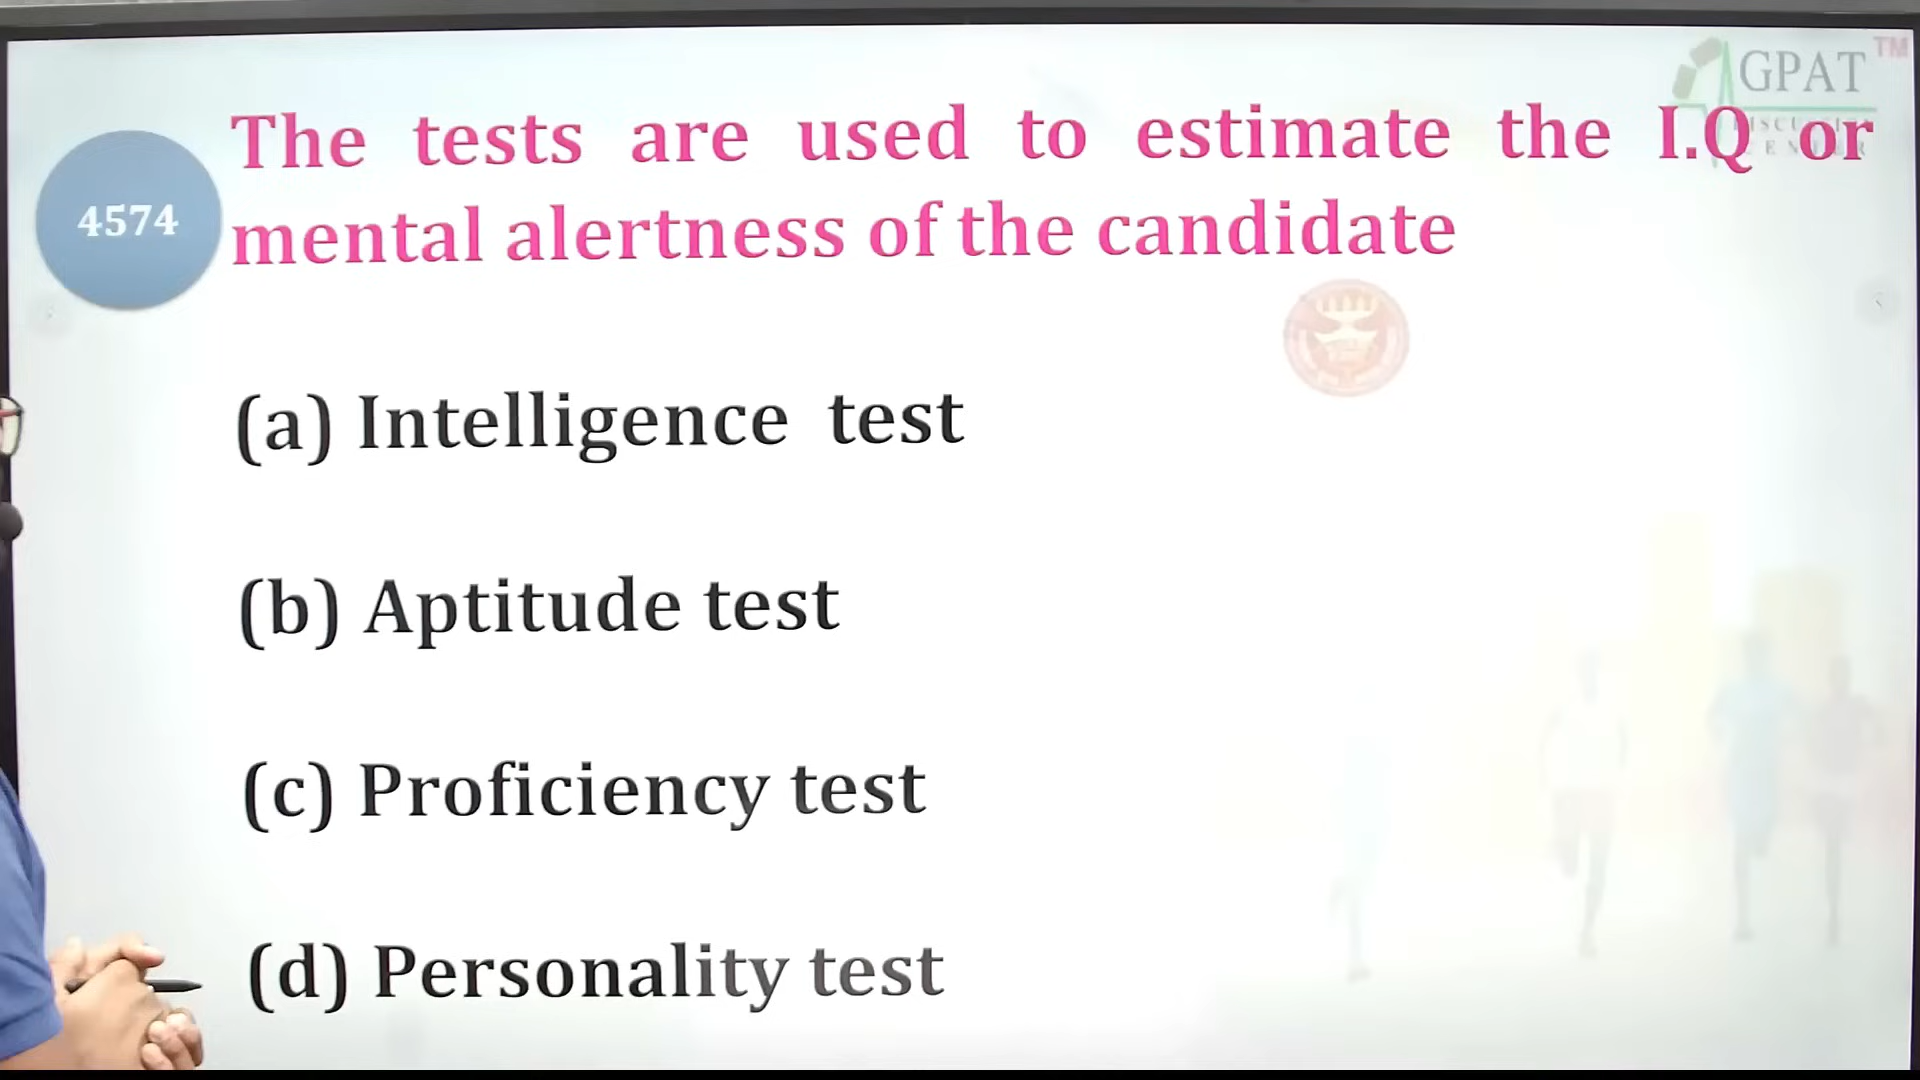 GPAT TM
The tests are used to estimate the I.Q or
4574
mental alertness of the candidate
(a) Intelligence test
(b) Aptitude test
(c) Proficiency test
(d) Personality test